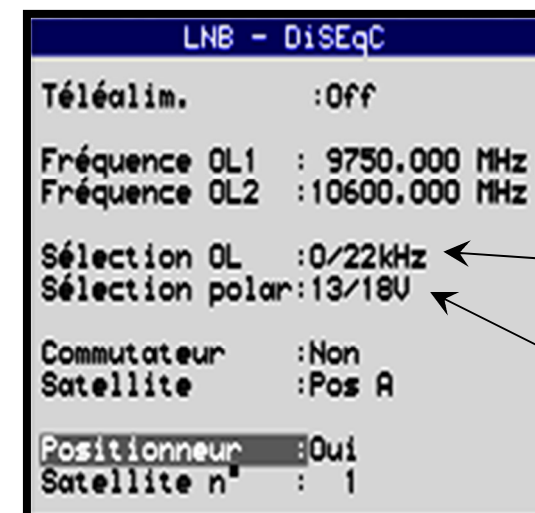 LNB - DiSEqC
Téléalim. :Off
Fréquence OL1 : 9750.000 MHz
Fréquence OL2 :10600.000 MHz
Sélection OL :0/22kHz
Sélection polar:13/18V
Commutateur :Non
Satellite :Pos A
Positionneur :Oui
Satellite n° : 1